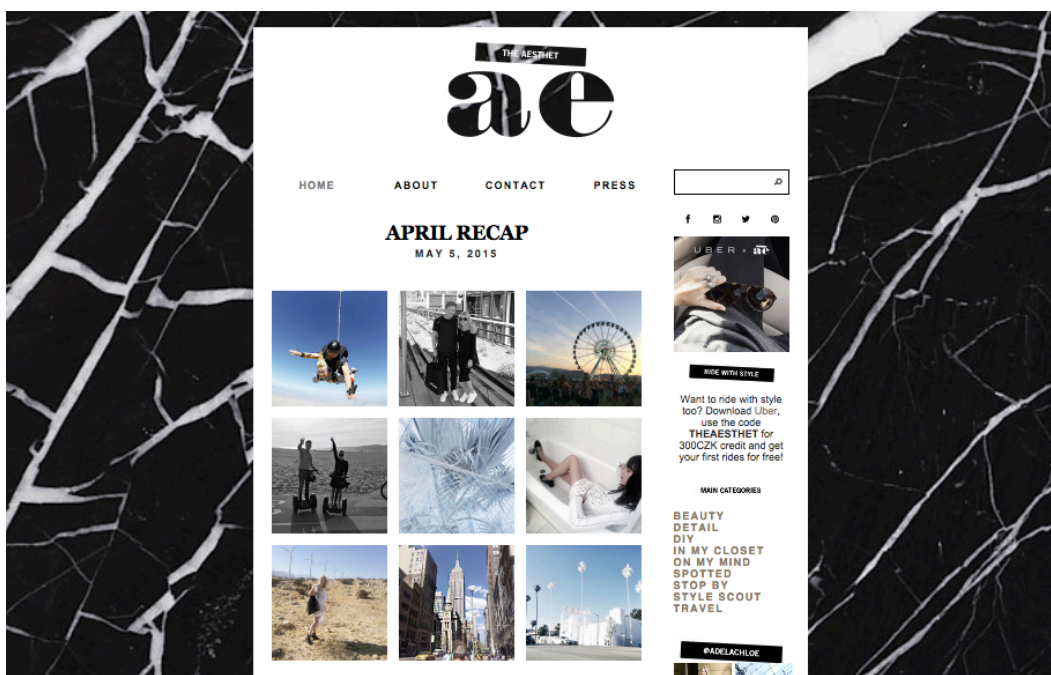 THE AESTHET
ae
HOME ABOUT CONTACT PRESS
APRIL RECAP
MAY 5, 2015
UBER × ae
RIDE WITH STYLE
Want to ride with style
too? Download Uber,
use the code
THEAESTHET for
300CZK credit and get
your first rides for free!
MAIN CATEGORIES
BEAUTY
DETAIL
DIY
IN MY CLOSET
ON MY MIND
SPOTTED
STOP BY
STYLE SCOUT
TRAVEL
@ADELACHLOE